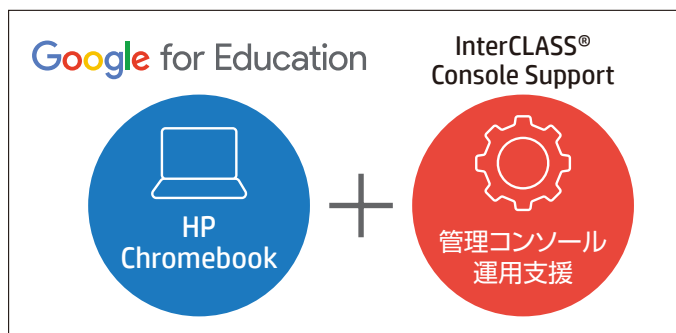 Google for Education
HP
Chromebook
InterCLASS®
Console Support
管理コンソール
運用支援